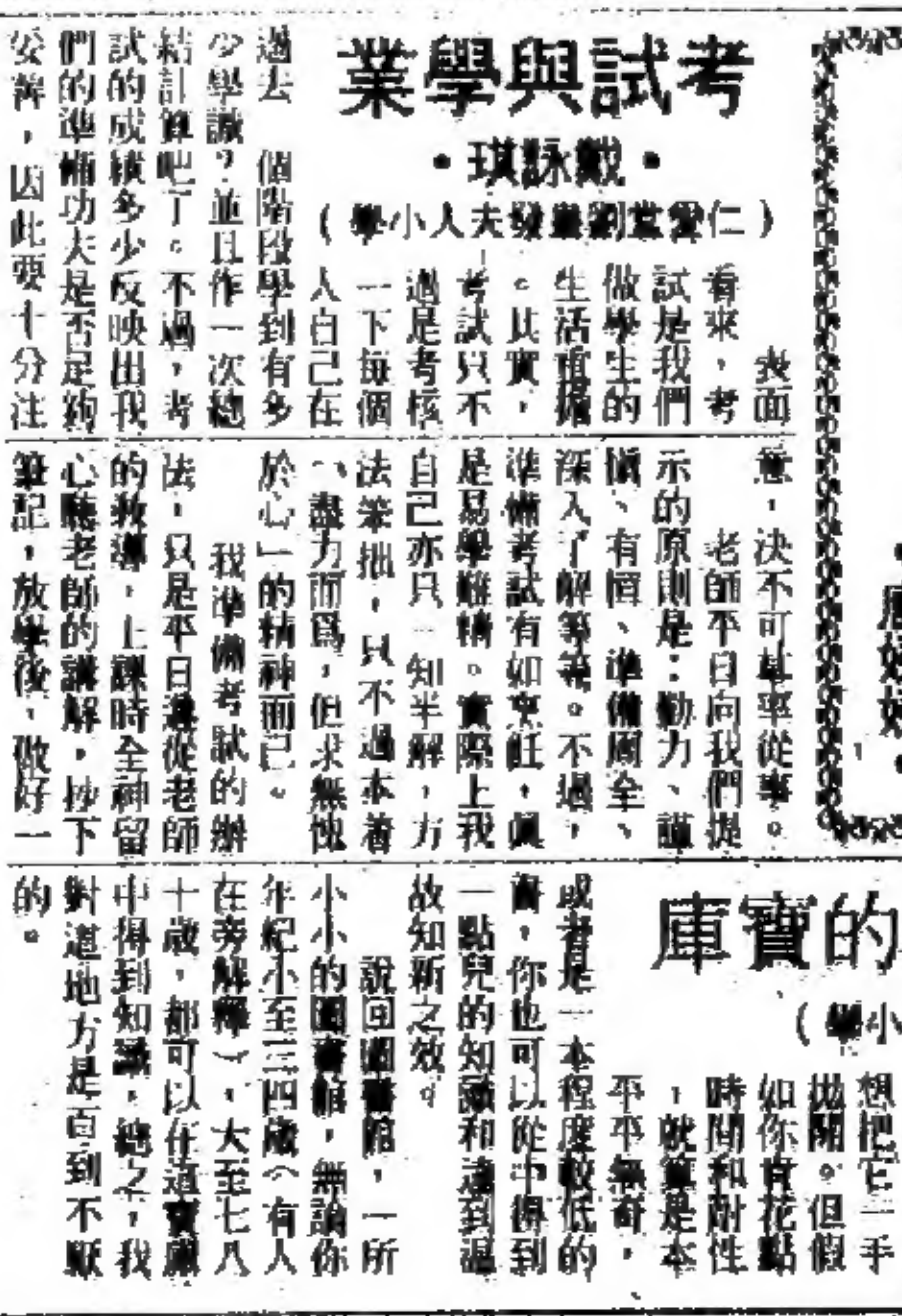 考試與學業
•戴詠琪•
(仁愛堂劉皇發夫人小學)
表面
看來，考
試是我們
做學生的
生活重擔
。其實，
考試只不
過是考核
一下每個
人自己在
過去 個階段學到有多
少學識？並且作一次總
結計算吧了。不過，考
試的成績多少反映出我
們的準備功夫是否足夠
妥善，因此要十分注
意，決不可草率從事。
老師平日向我們提
示的原則是：勤力、謹
慎、有恒、準備周全、
深入了解等等。不過，
準備考試有如烹飪，真
是易學難精。實際上我
自己亦只一知半解，方
法笨拙，只不過本着
「盡力而爲，但求無愧
於心」的精神而已。
我準備考試的辦
法，只是平日遵從老師
的教導，上課時全神留
心聽老師的講解，抄下
筆記，放學後，做好一
的寶庫
小學)
想把它一手
拋開。但假
如你肯花點
時間和耐性
，就算是本
平平無奇，
或者是一本程度較低的
書，你也可以從中得到
一點兒的知識和達到溫
故知新之效。
說回圖書館，一所
小小的圖書館，無論你
年紀小至三四歲（有人
在旁解釋），大至七八
十歲，都可以在這寶庫
中得到知識，總之，我
對這地方是百到不厭
的。